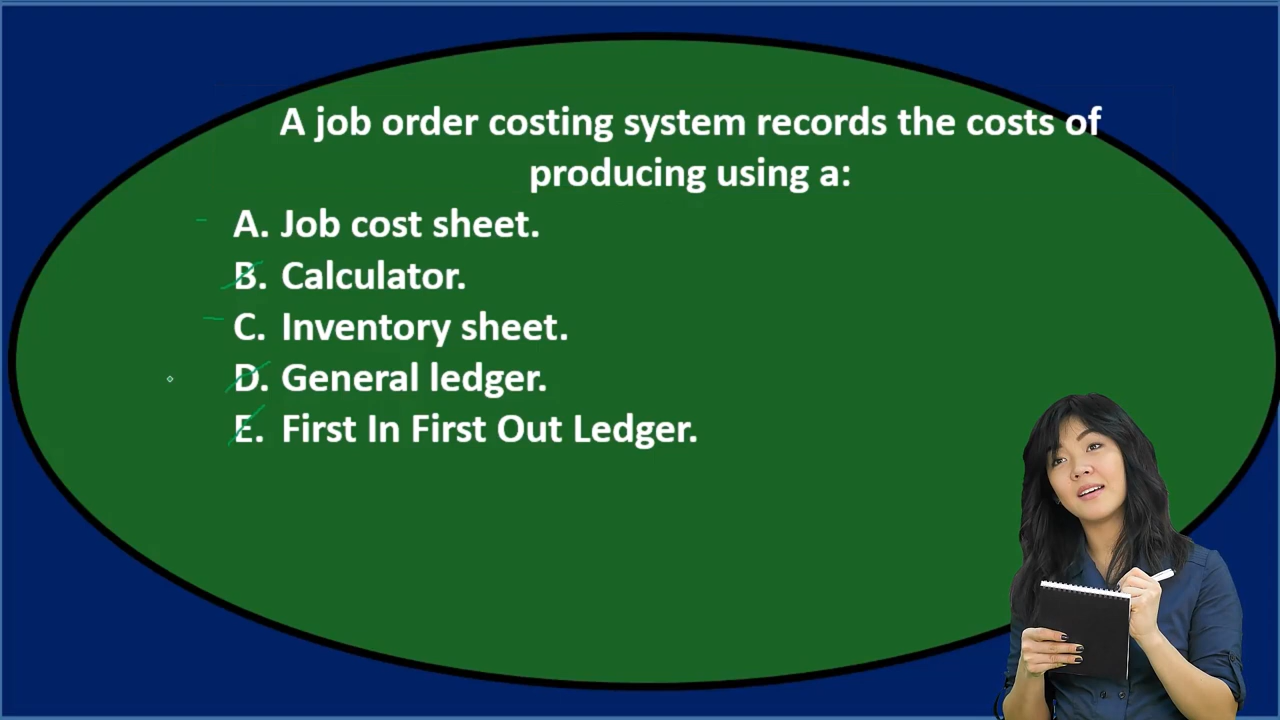 A job order costing system records the costs of
producing using a:
A. Job cost sheet.
B. Calculator.
C. Inventory sheet.
D. General ledger.
E. First In First Out Ledger.